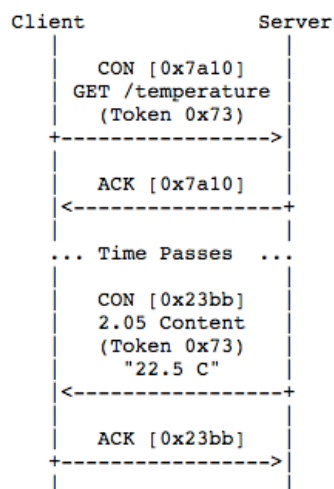 Client Server
CON [0x7a10]
GET /temperature
(Token 0x73)
ACK [0x7a10]
... Time Passes ...
CON [0x23bb]
2.05 Content
(Token 0x73)
"22.5 C"
ACK [0x23bb]